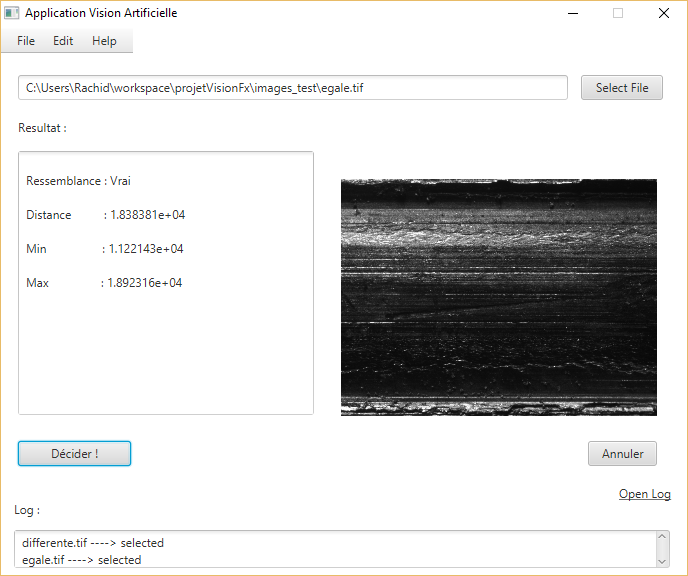 Application Vision Artificielle
File Edit Help
C:\Users\Rachid\workspace\projetVisionFx\images_test\egale.tif
Select File
Resultat :
Ressemblance : Vrai
Distance : 1.838381e+04
Min : 1.122143e+04
Max : 1.892316e+04
Décider !
Annuler
Open Log
Log :
differente.tif ----> selected
egale.tif ----> selected